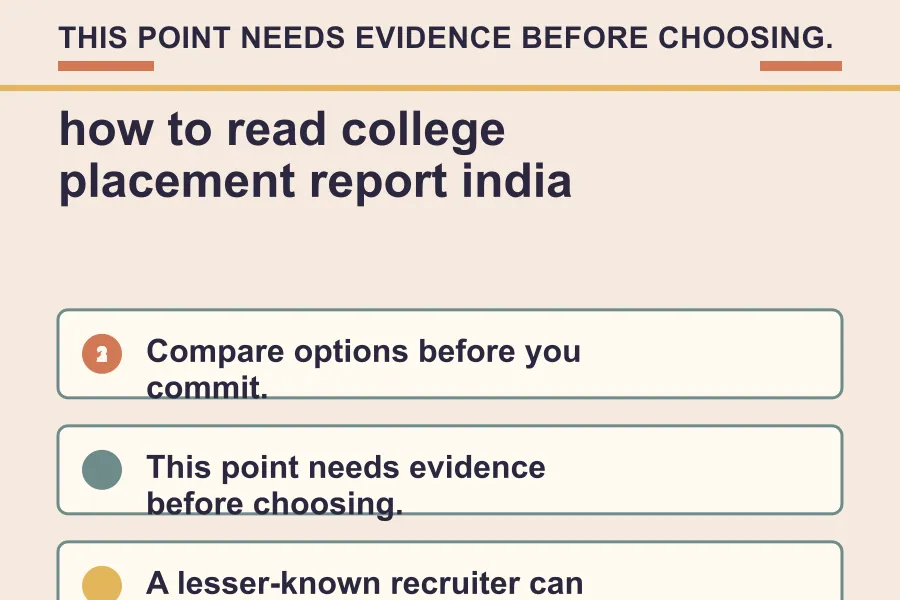 THIS POINT NEEDS EVIDENCE BEFORE CHOOSING.
how to read college
placement report india
Compare options before you
commit.
This point needs evidence
before choosing.
A lesser-known recruiter can